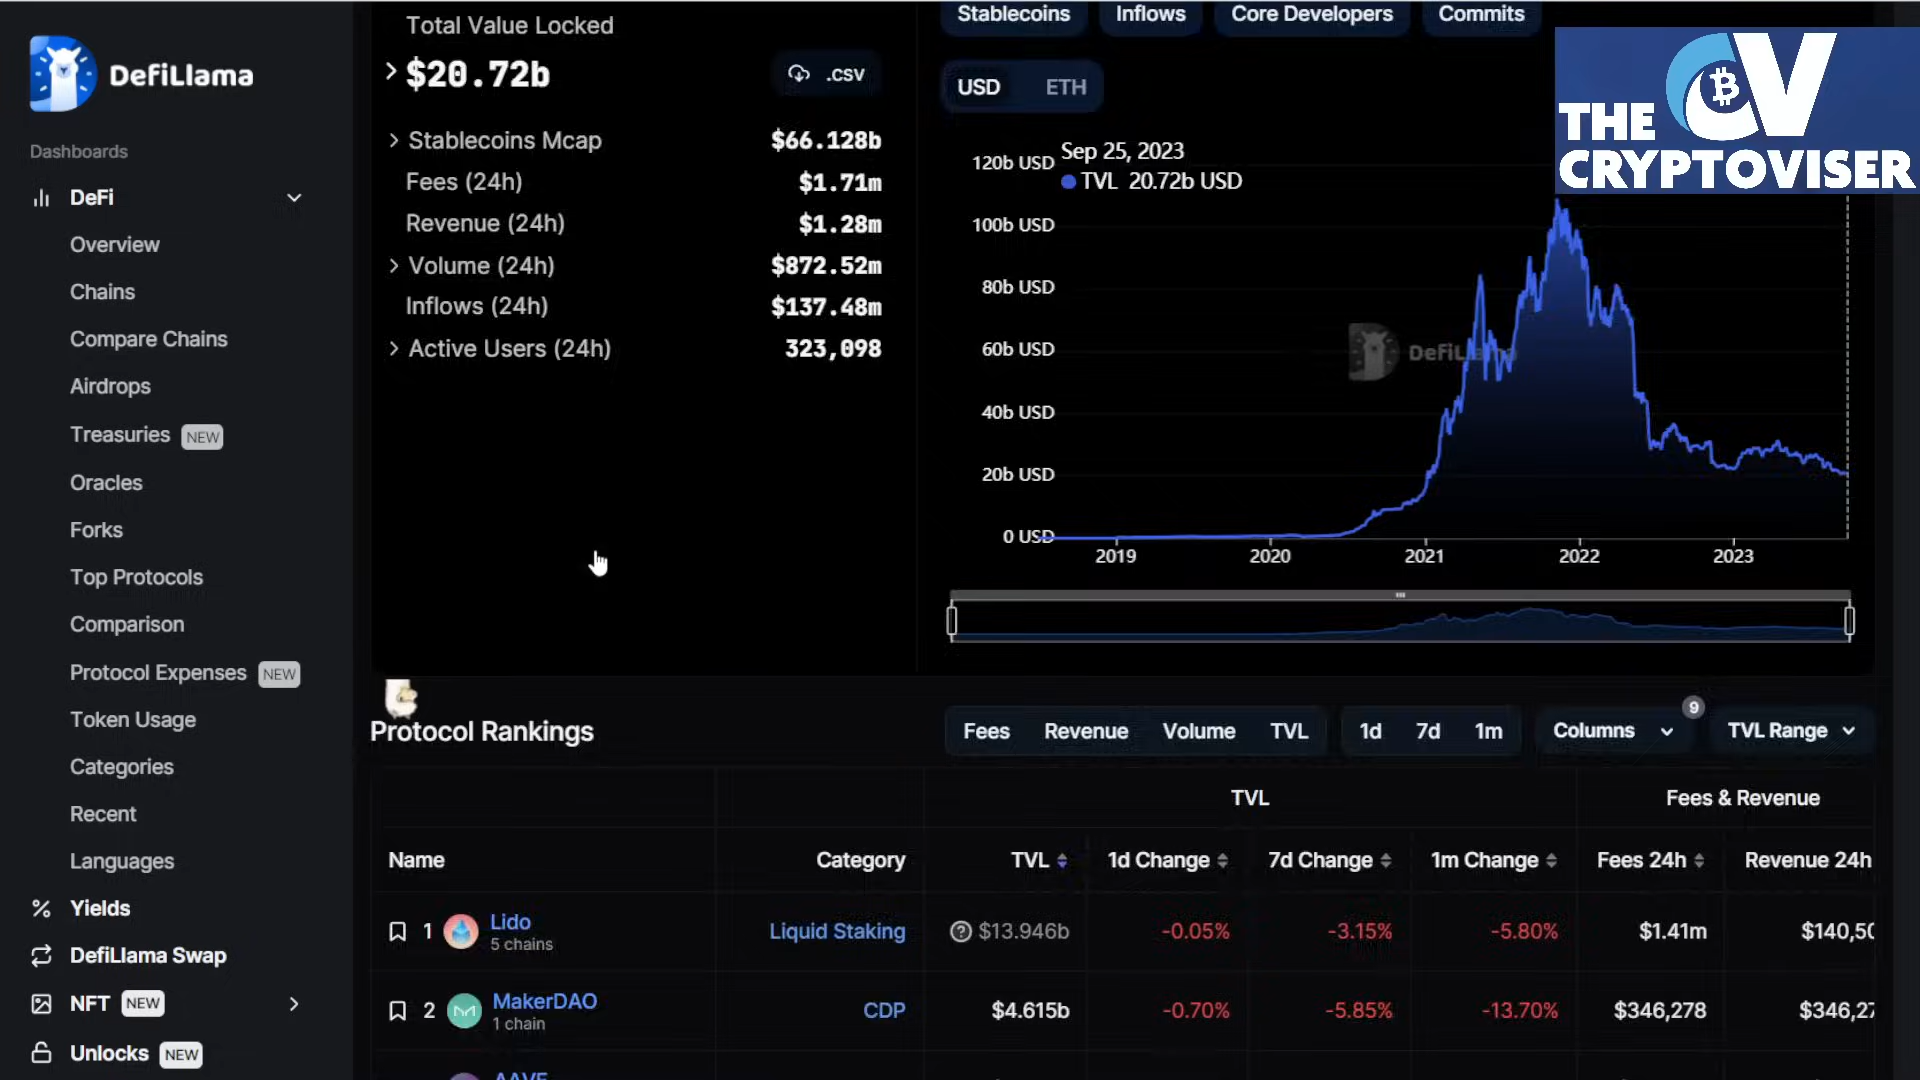 DefiLlama
Dashboards
DeFi
Overview
Chains
Compare Chains
Airdrops
Treasuries NEW
Oracles
Forks
Top Protocols
Comparison
Protocol Expenses NEW
Token Usage
Categories
Recent
Languages
Yields
DefiLlama Swap
NFT NEW
Unlocks NEW
Total Value Locked
$20.72b
.CSV
Stablecoins Mcap $66.128b
Fees (24h) $1.71m
Revenue (24h) $1.28m
Volume (24h) $872.52m
Inflows (24h) $137.48m
Active Users (24h) 323,098
Stablecoins Inflows Core Developers Commits
USD ETH
THE CV
CRYPTOVISER
Sep 25, 2023
TVL 20.72b USD
120b USD
100b USD
80b USD
60b USD
40b USD
20b USD
0 USD
DefiLlama
2019 2020 2021 2022 2023
Protocol Rankings
Fees Revenue Volume TVL
1d 7d 1m
Columns 9
TVL Range
TVL Fees & Revenue
Name Category TVL 1d Change 7d Change 1m Change Fees 24h Revenue 24h
1 Lido Liquid Staking $13.946b -0.05% -3.15% -5.80% $1.41m $140,50
5 chains
2 MakerDAO CDP $4.615b -0.70% -5.85% -13.70% $346,278 $346,27
1 chain
AAVE